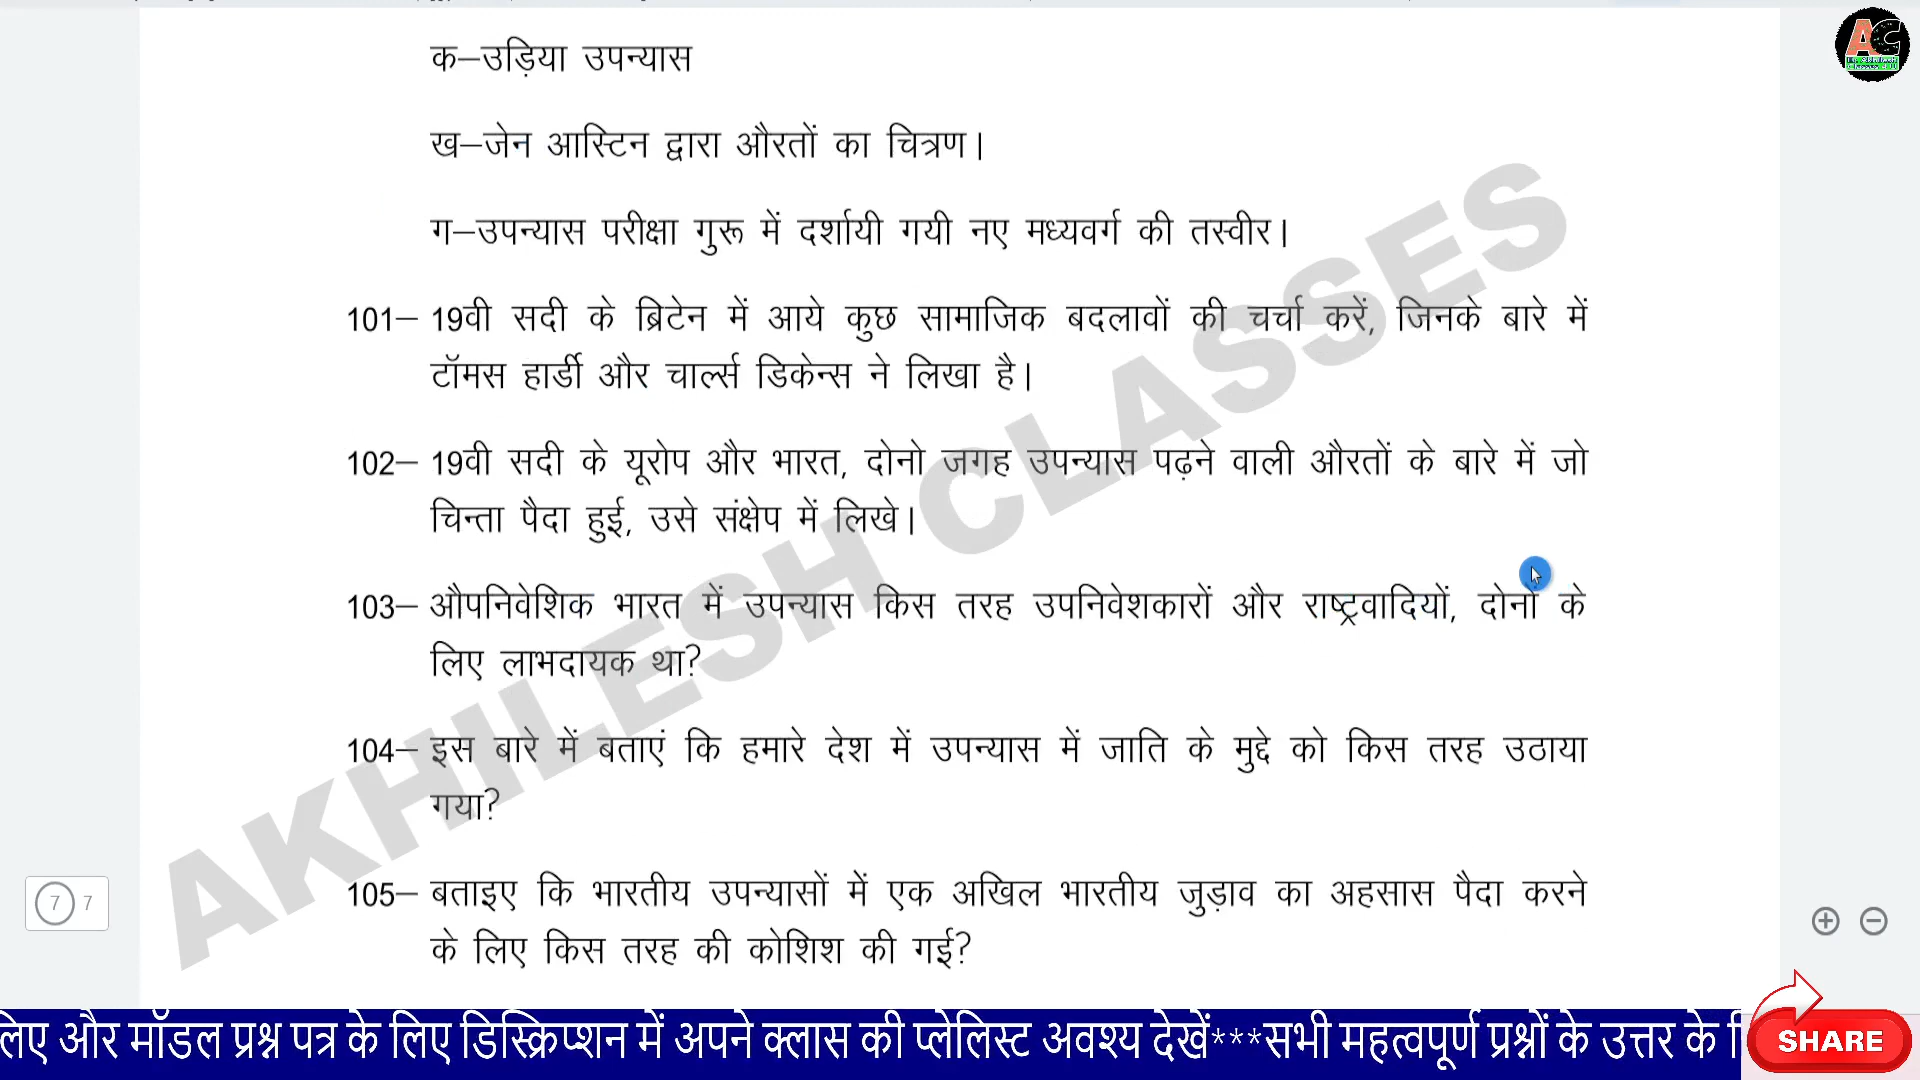 क–उड़िया उपन्यास
ख–जेन आस्टिन द्वारा औरतों का चित्रण।
ग–उपन्यास परीक्षा गुरू में दर्शायी गयी नए मध्यवर्ग की तस्वीर।
101– 19वी सदी के ब्रिटेन में आये कुछ सामाजिक बदलावों की चर्चा करें, जिनके बारे में
टॉमस हार्डी और चार्ल्स डिकेन्स ने लिखा है।
102– 19वी सदी के यूरोप और भारत, दोनो जगह उपन्यास पढ़ने वाली औरतों के बारे में जो
चिन्ता पैदा हुई, उसे संक्षेप में लिखे।
103– औपनिवेशिक भारत में उपन्यास किस तरह उपनिवेशकारों और राष्ट्रवादियों, दोनों के
लिए लाभदायक था?
104– इस बारे में बताएं कि हमारे देश में उपन्यास में जाति के मुद्दे को किस तरह उठाया
गया?
105– बताइए कि भारतीय उपन्यासों में एक अखिल भारतीय जुड़ाव का अहसास पैदा करने
के लिए किस तरह की कोशिश की गई?
AKHILESH CLASSES
7 7
AC
लिए और मॉडल प्रश्न पत्र के लिए डिस्क्रिप्शन में अपने क्लास की प्लेलिस्ट अवश्य देखें***सभी महत्वपूर्ण प्रश्नों के उत्तर के
SHARE